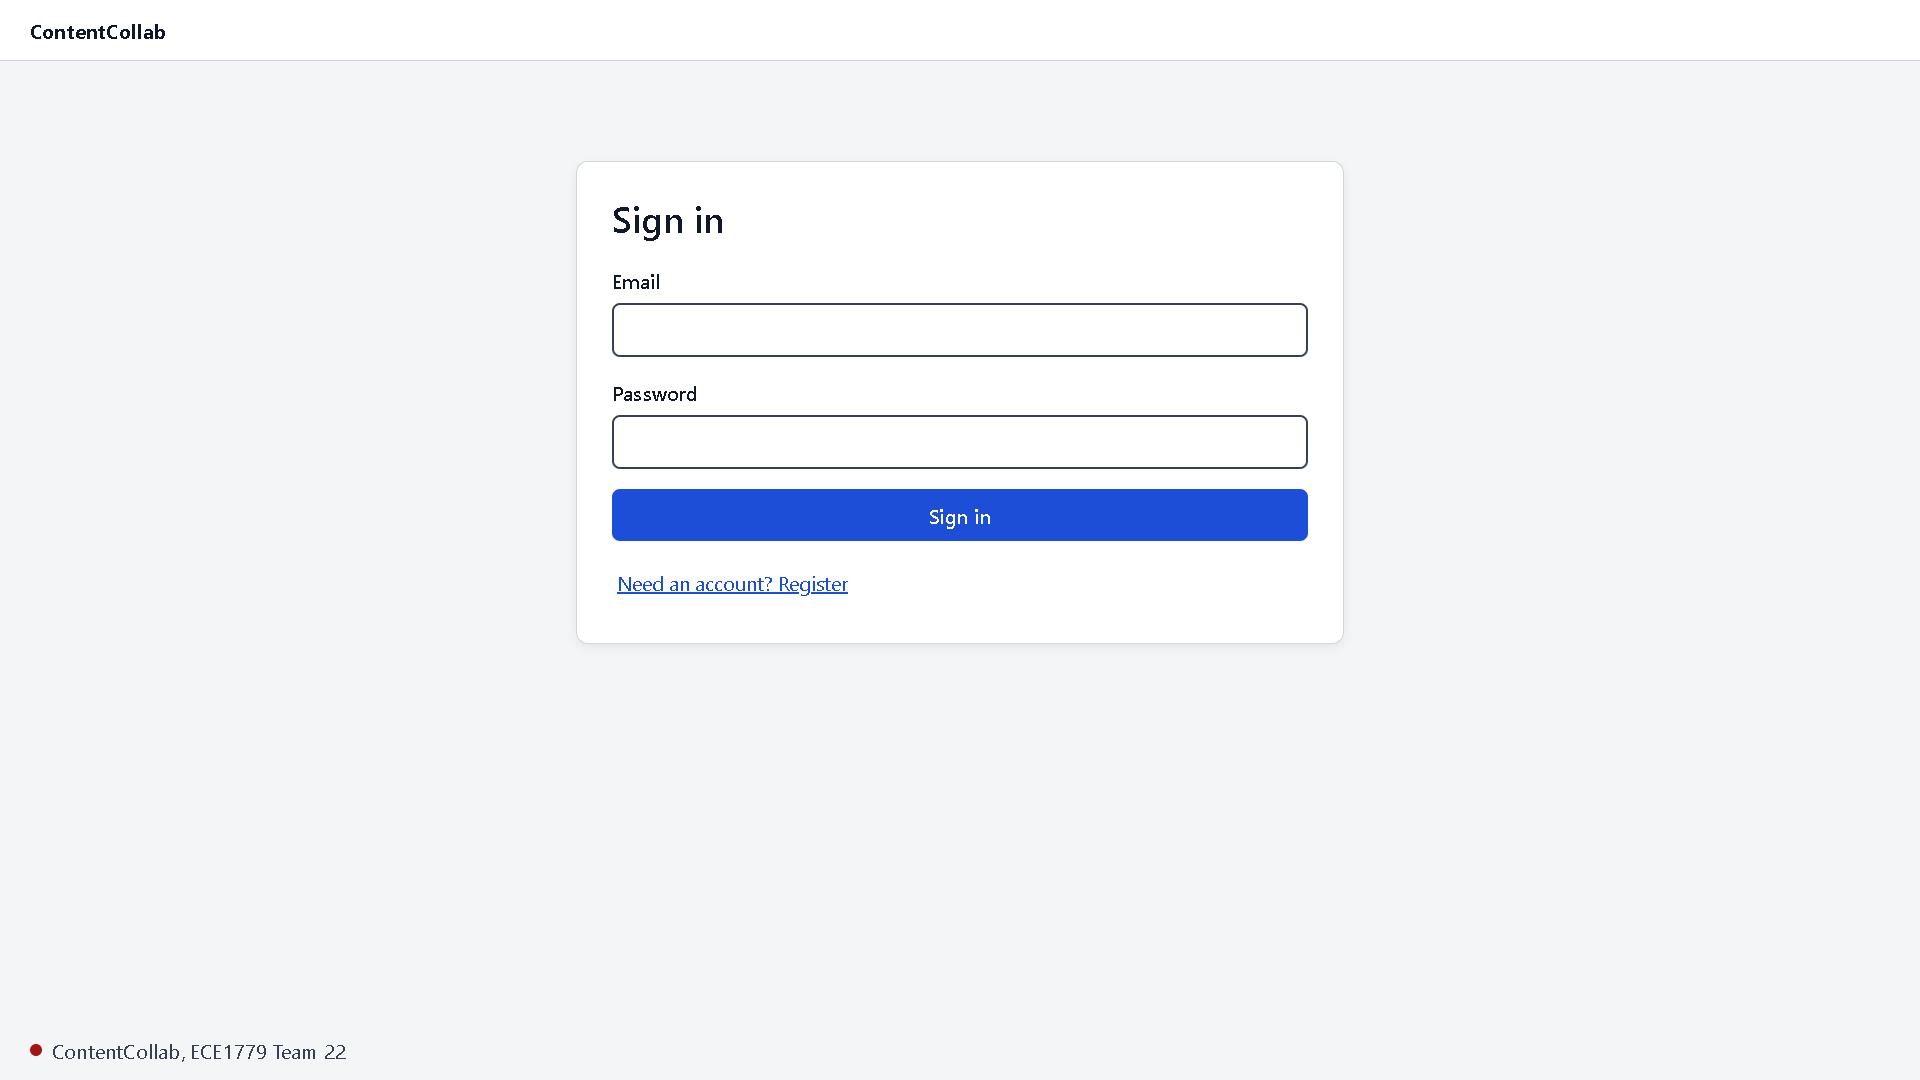 ContentCollab
Sign in
Email
Password
Sign in
Need an account? Register
ContentCollab, ECE1779 Team 22